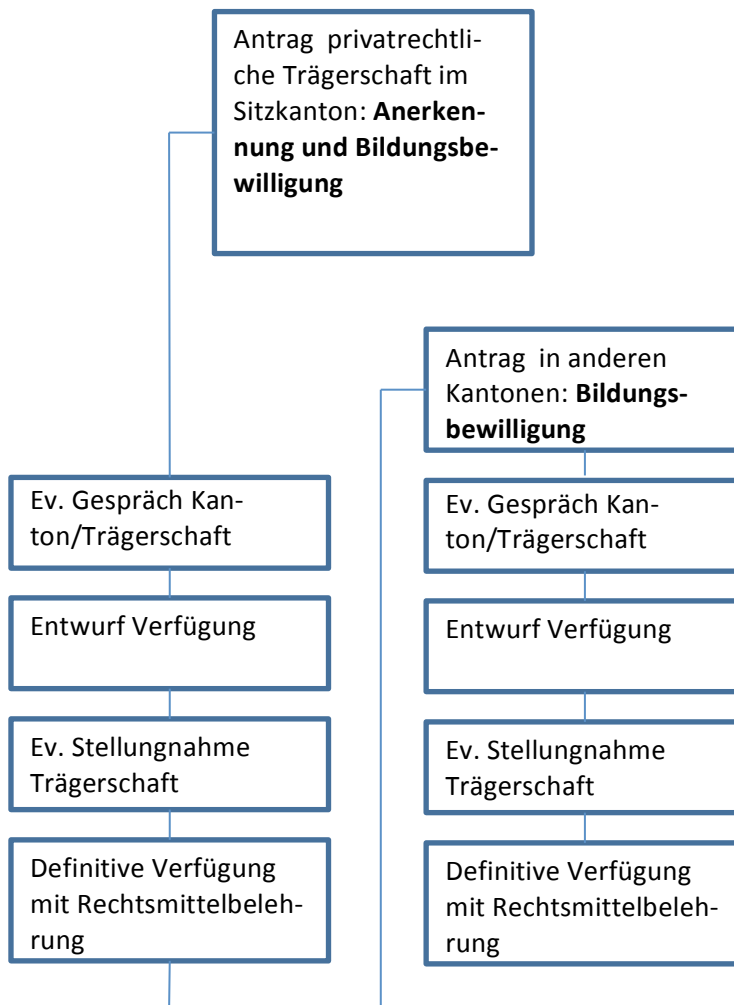 Antrag privatrechtli-
che Trägerschaft im
Sitzkanton: Anerken-
nung und Bildungsbe-
willigung
Antrag in anderen
Kantonen: Bildungs-
bewilligung
Ev. Gespräch Kan-
ton/Trägerschaft
Entwurf Verfügung
Ev. Stellungnahme
Trägerschaft
Definitive Verfügung
mit Rechtsmittelbeleh-
rung
Ev. Gespräch Kan-
ton/Trägerschaft
Entwurf Verfügung
Ev. Stellungnahme
Trägerschaft
Definitive Verfügung
mit Rechtsmittelbeleh-
rung